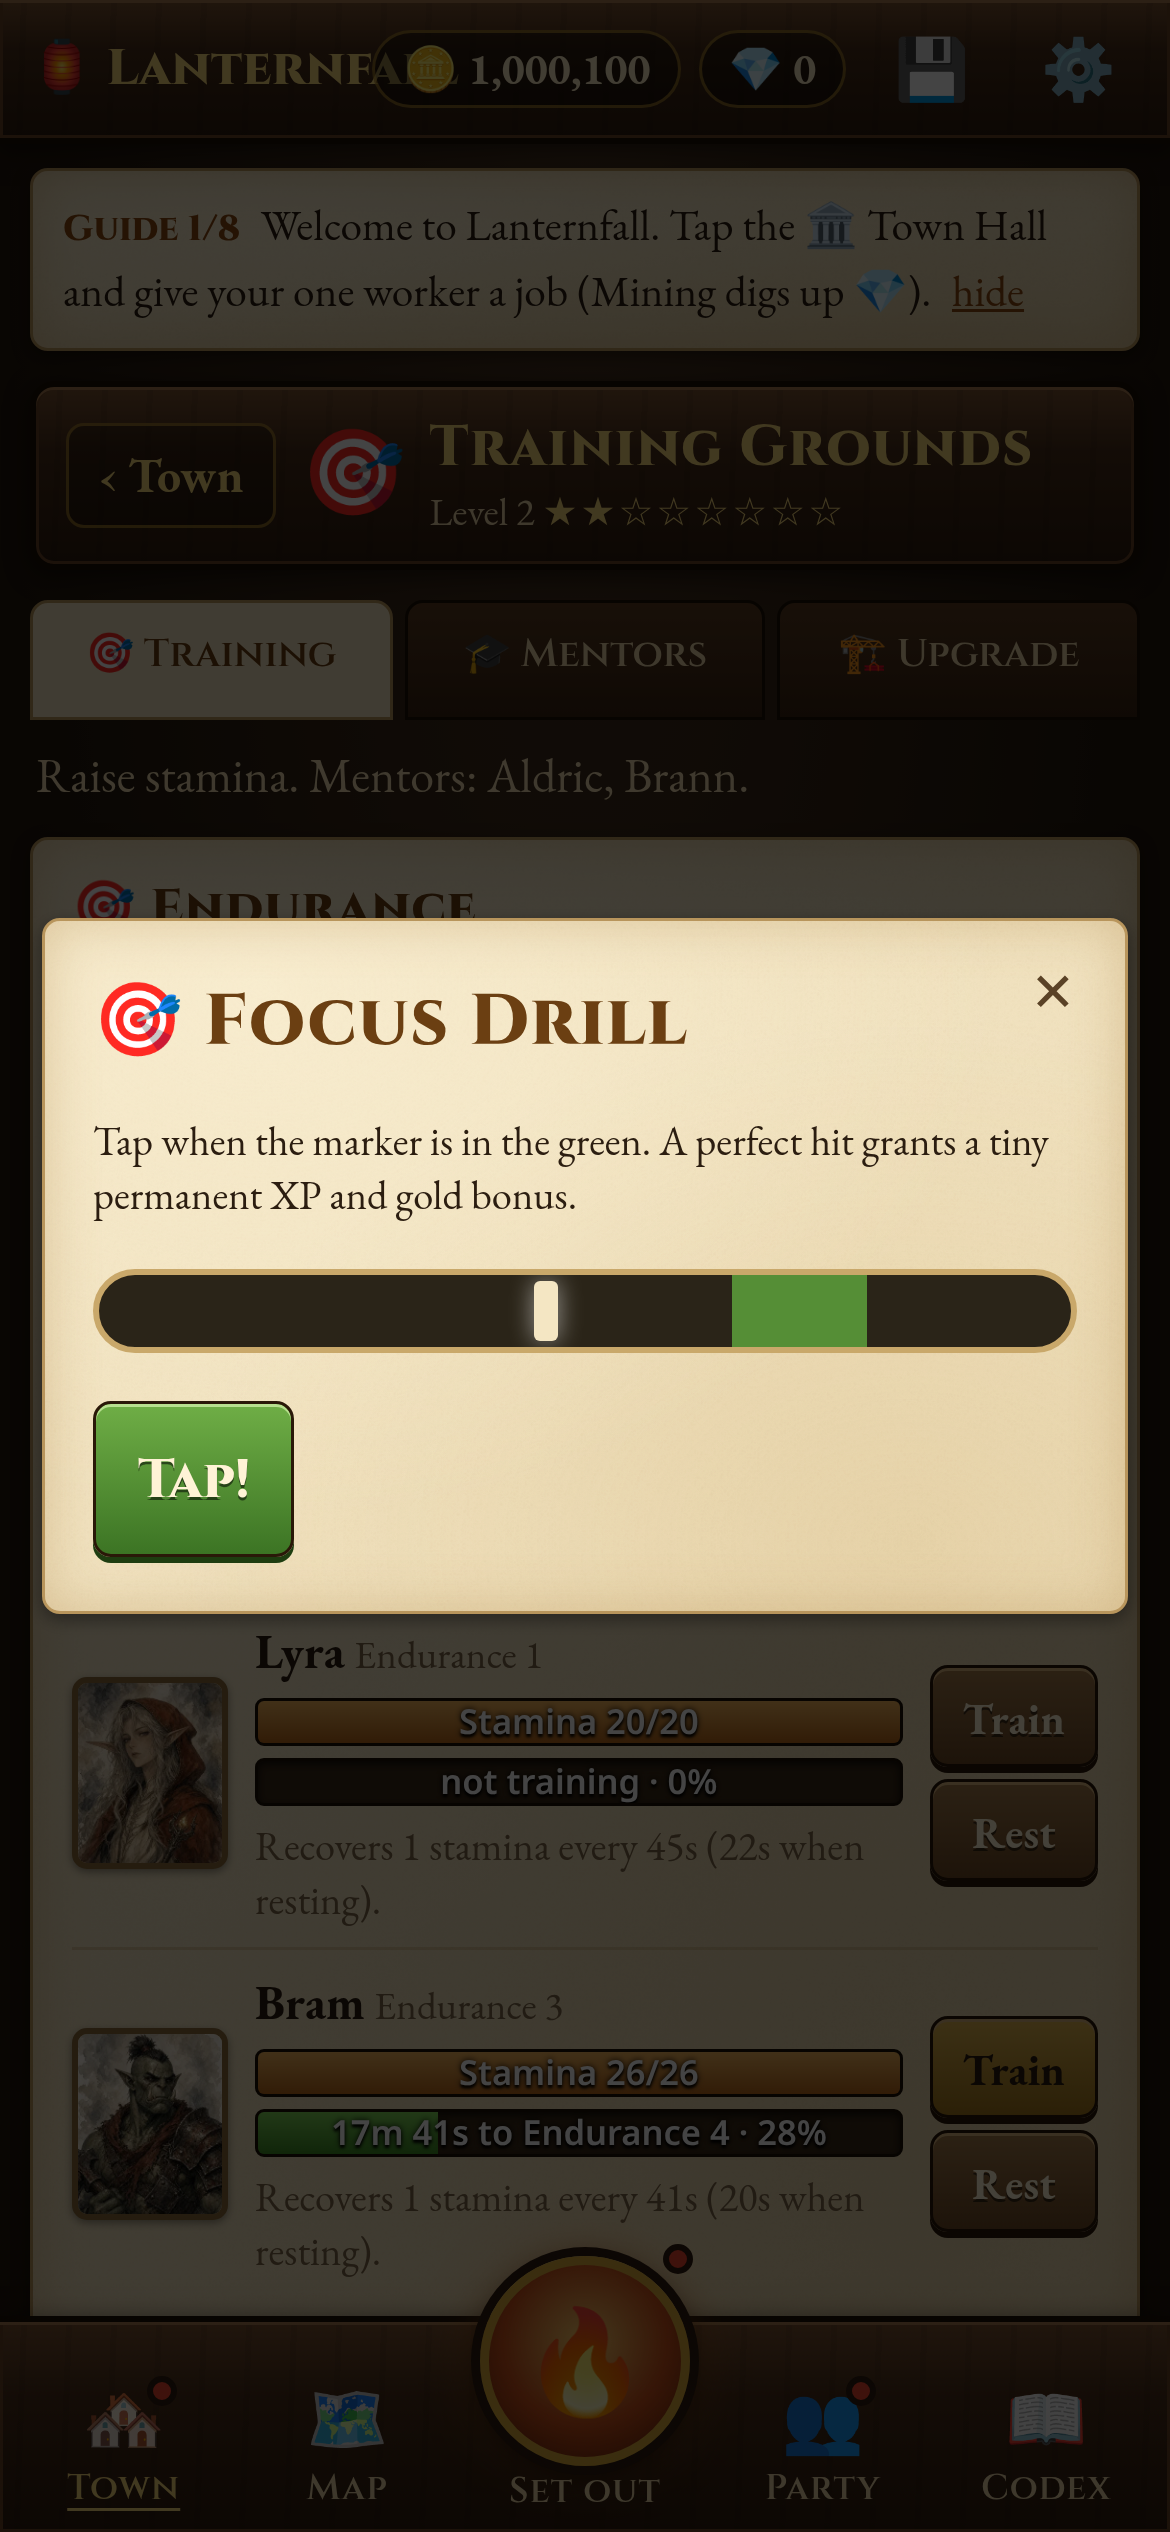 Lanternfall
1,000,100
0
Guide 1/8 Welcome to Lanternfall. Tap the Town Hall
and give your one worker a job (Mining digs up ). hide
‹ Town
Training Grounds
Level 2 ★★☆☆☆☆☆☆
Training
Mentors
Upgrade
Raise stamina. Mentors: Aldric, Brann.
Endurance
Focus Drill
×
Tap when the marker is in the green. A perfect hit grants a tiny
permanent XP and gold bonus.
Tap!
Lyra Endurance 1
Stamina 20/20
not training · 0%
Recovers 1 stamina every 45s (22s when
resting).
Train
Rest
Bram Endurance 3
Stamina 26/26
17m 41s to Endurance 4 · 28%
Recovers 1 stamina every 41s (20s when
resting).
Train
Rest
Town
Map
Set out
Party
Codex